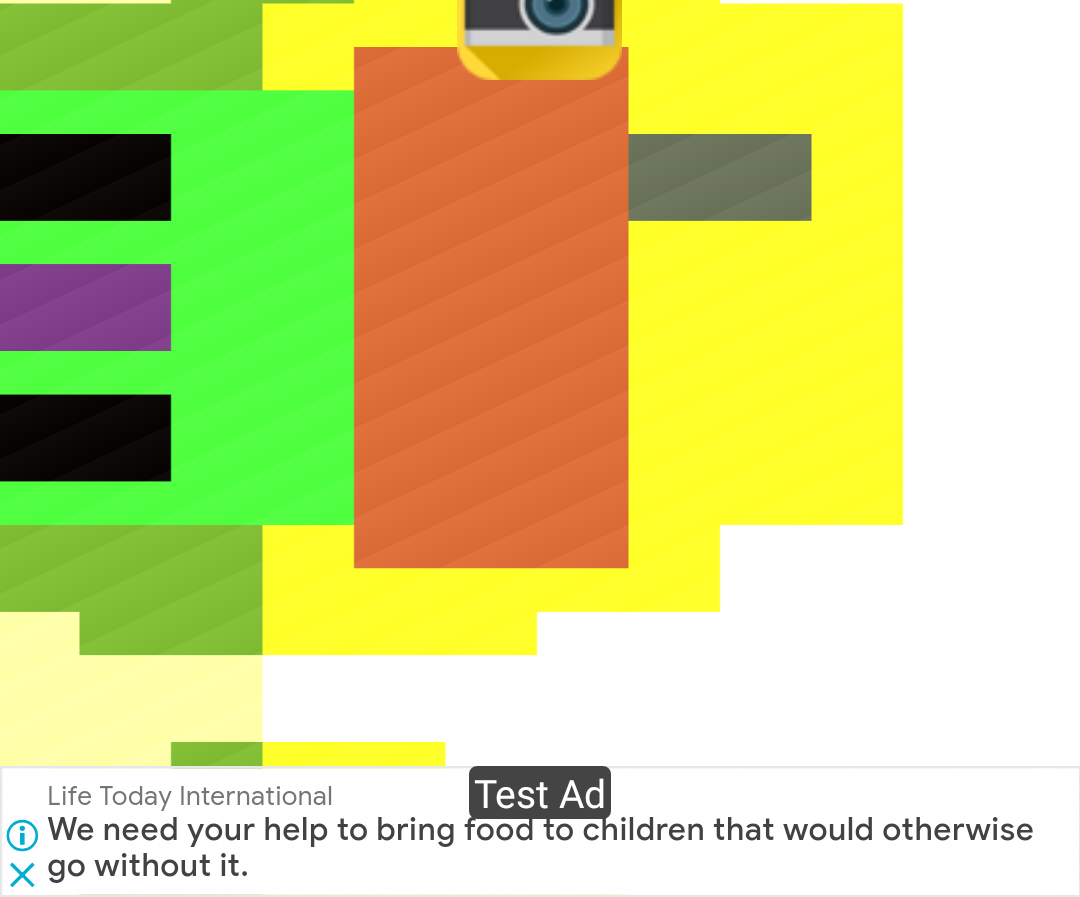 Test Ad
Life Today International
We need your help to bring food to children that would otherwise
go without it.